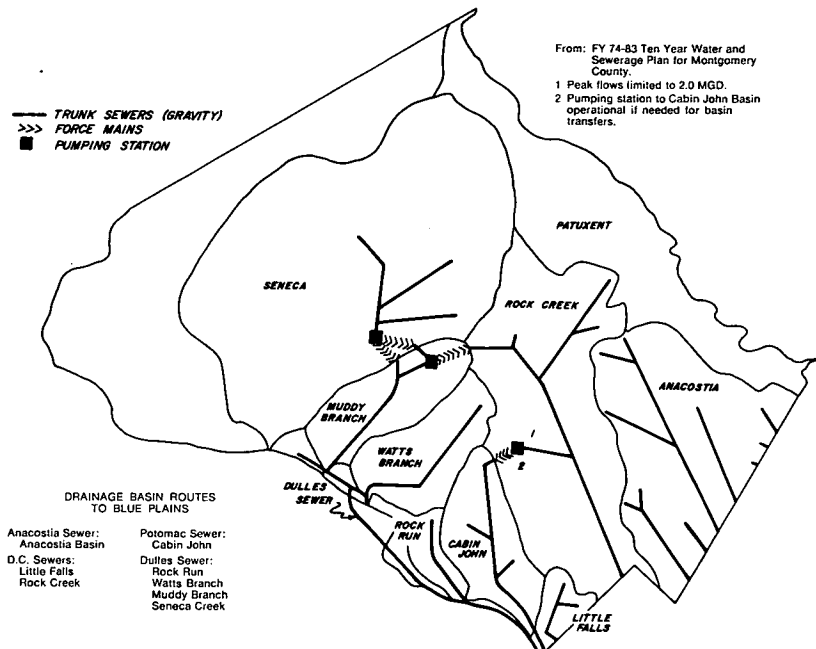 From: FY 74-83 Ten Year Water and
Sewerage Plan for Montgomery
County.
1 Peak flows limited to 2.0 MGD.
2 Pumping station to Cabin John Basin
operational if needed for basin
transfers.
TRUNK SEWERS (GRAVITY)
FORCE MAINS
PUMPING STATION
PATUXENT
SENECA
ROCK CREEK
ANACOSTIA
MUDDY
BRANCH
WATTS
BRANCH
1
2
DULLES
SEWER
ROCK
RUN
CABIN
JOHN
LITTLE
FALLS
DRAINAGE BASIN ROUTES
TO BLUE PLAINS
Anacostia Sewer:
Anacostia Basin
D.C. Sewers:
Little Falls
Rock Creek
Potomac Sewer:
Cabin John
Dulles Sewer:
Rock Run
Watts Branch
Muddy Branch
Seneca Creek